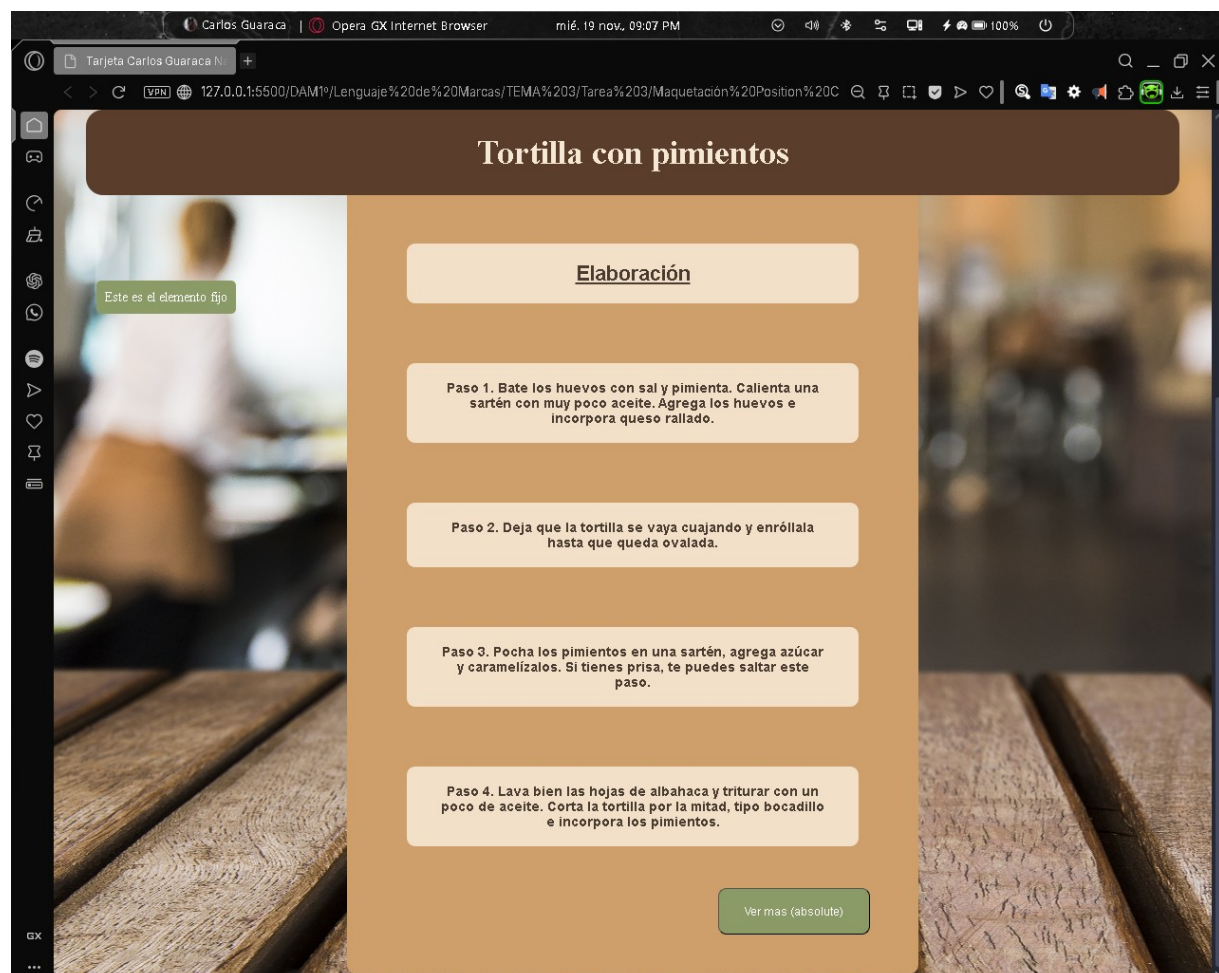 Carlos Guaraca | Opera GX Internet Browser mié. 19 nov., 09:07 PM 100%
Tarjeta Carlos Guaraca
VPN 127.0.0.1:5500/DAM1º/Lenguaje%20de%20Marcas/TEMA%203/Tarea%203/Maquetación%20Position%20C
Tortilla con pimientos
Elaboración
Este es el elemento fijo
Paso 1. Bate los huevos con sal y pimienta. Calienta una
sartén con muy poco aceite. Agrega los huevos e
incorpora queso rallado.
Paso 2. Deja que la tortilla se vaya cuajando y enróllala
hasta que queda ovalada.
Paso 3. Pocha los pimientos en una sartén, agrega azúcar
y caramelízalos. Si tienes prisa, te puedes saltar este
paso.
Paso 4. Lava bien las hojas de albahaca y triturar con un
poco de aceite. Corta la tortilla por la mitad, tipo bocadillo
e incorpora los pimientos.
Ver mas (absolute)
GX